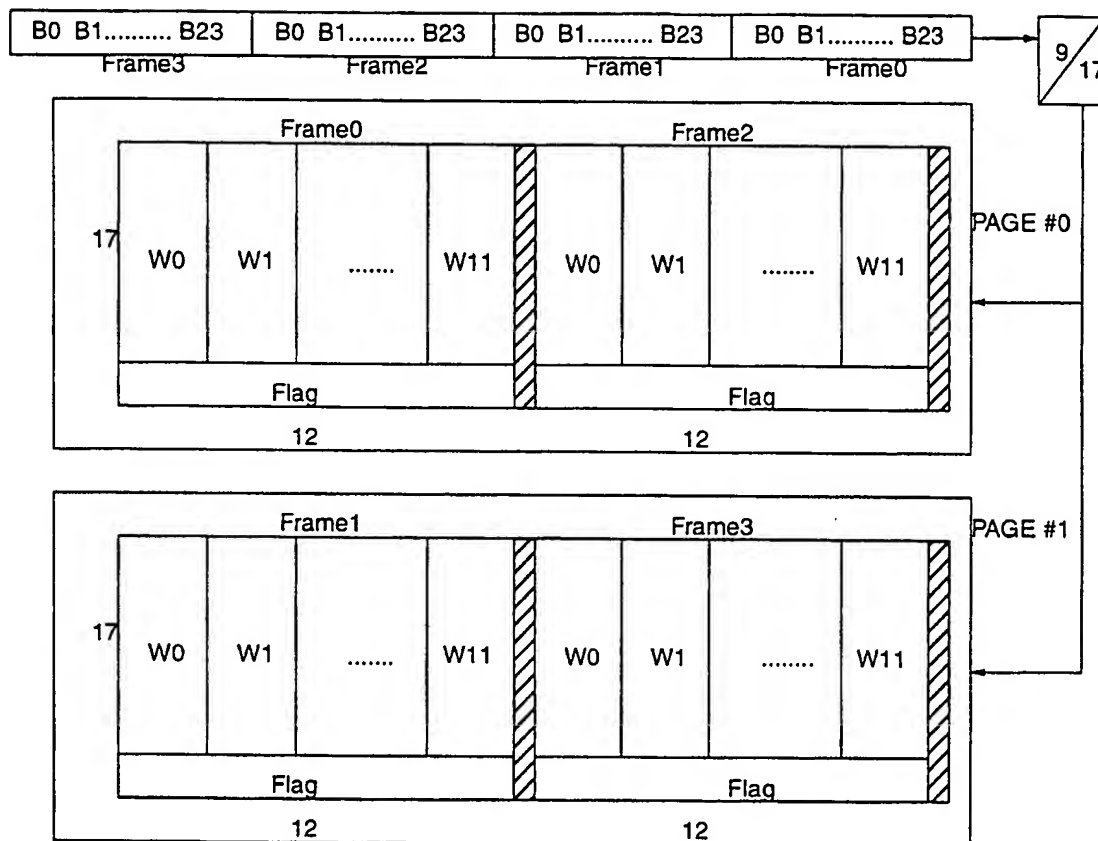 B0 B1.......... B23 B0 B1.......... B23 B0 B1.......... B23 B0 B1.......... B23
Frame3 Frame2 Frame1 Frame0
9/17
Frame0 Frame2
17
W0 W1 ....... W11 W0 W1 ........ W11
Flag Flag
12 12
PAGE #0
Frame1 Frame3
17
W0 W1 ....... W11 W0 W1 ........ W11
Flag Flag
12 12
PAGE #1